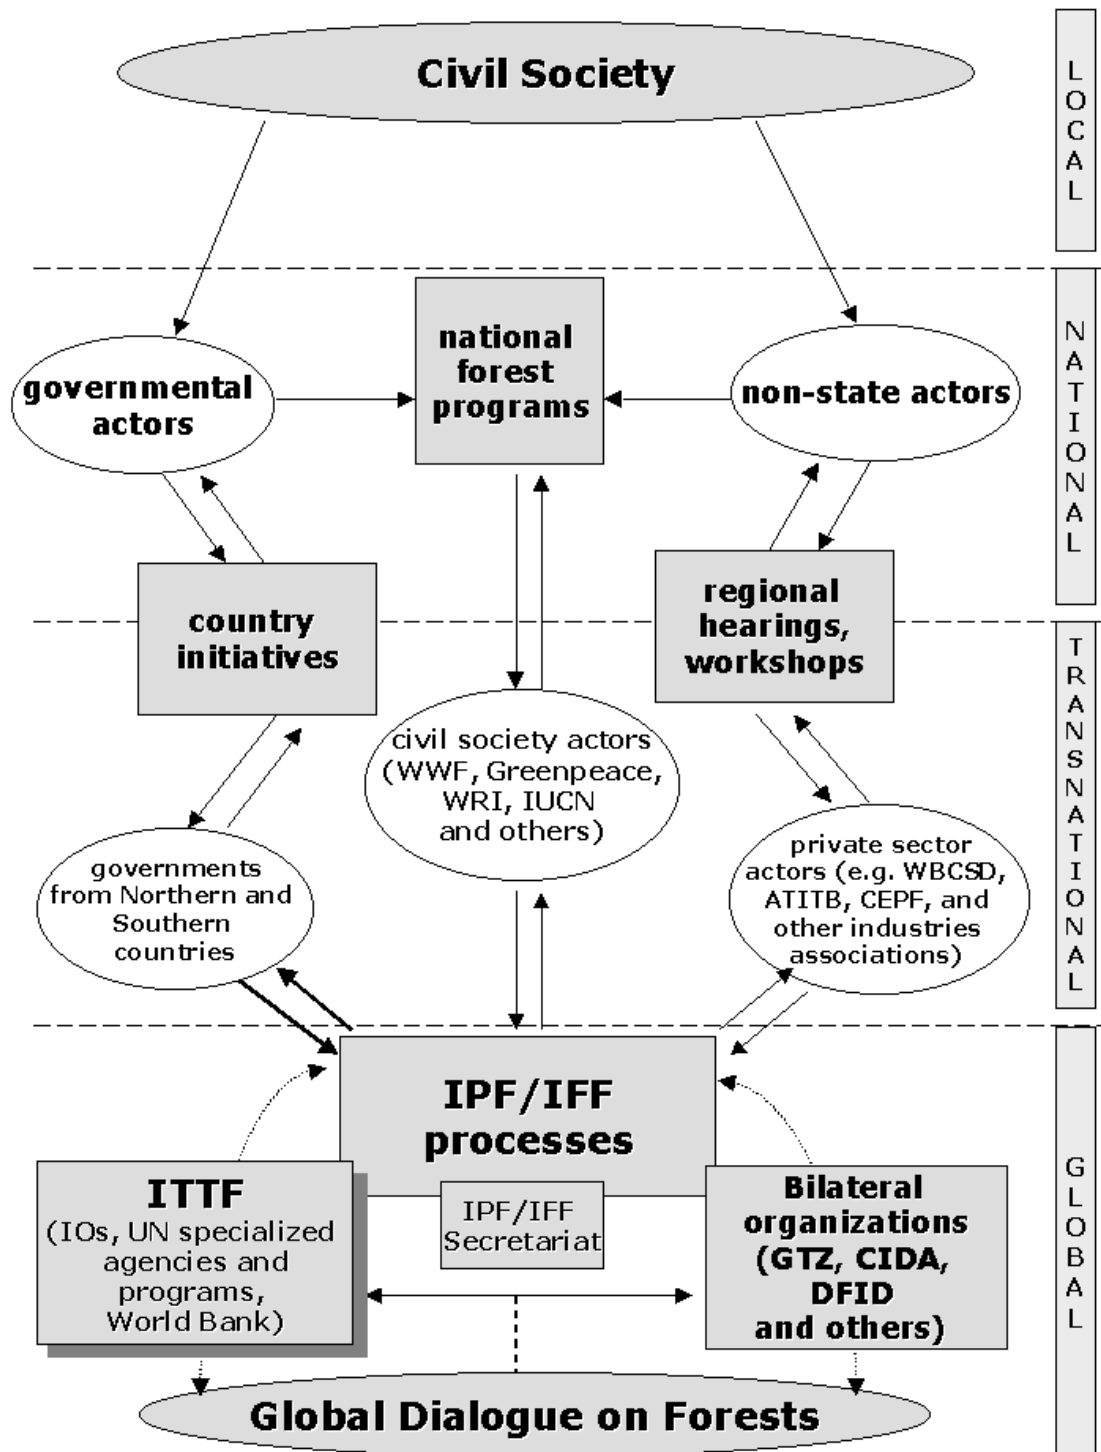 Civil Society
LOCAL
national
forest
programs
governmental
actors
non-state actors
NATIONAL
country
initiatives
regional
hearings,
workshops
civil society actors
(WWF, Greenpeace,
WRI, IUCN
and others)
governments
from Northern and
Southern
countries
private sector
actors (e.g. WBCSD,
ATITB, CEPF, and
other industries
associations)
TRANSNATIONAL
IPF/IFF
processes
IPF/IFF
Secretariat
ITTF
(IOs, UN specialized
agencies and
programs,
World Bank)
Bilateral
organizations
(GTZ, CIDA,
DFID
and others)
GLOBAL
Global Dialogue on Forests